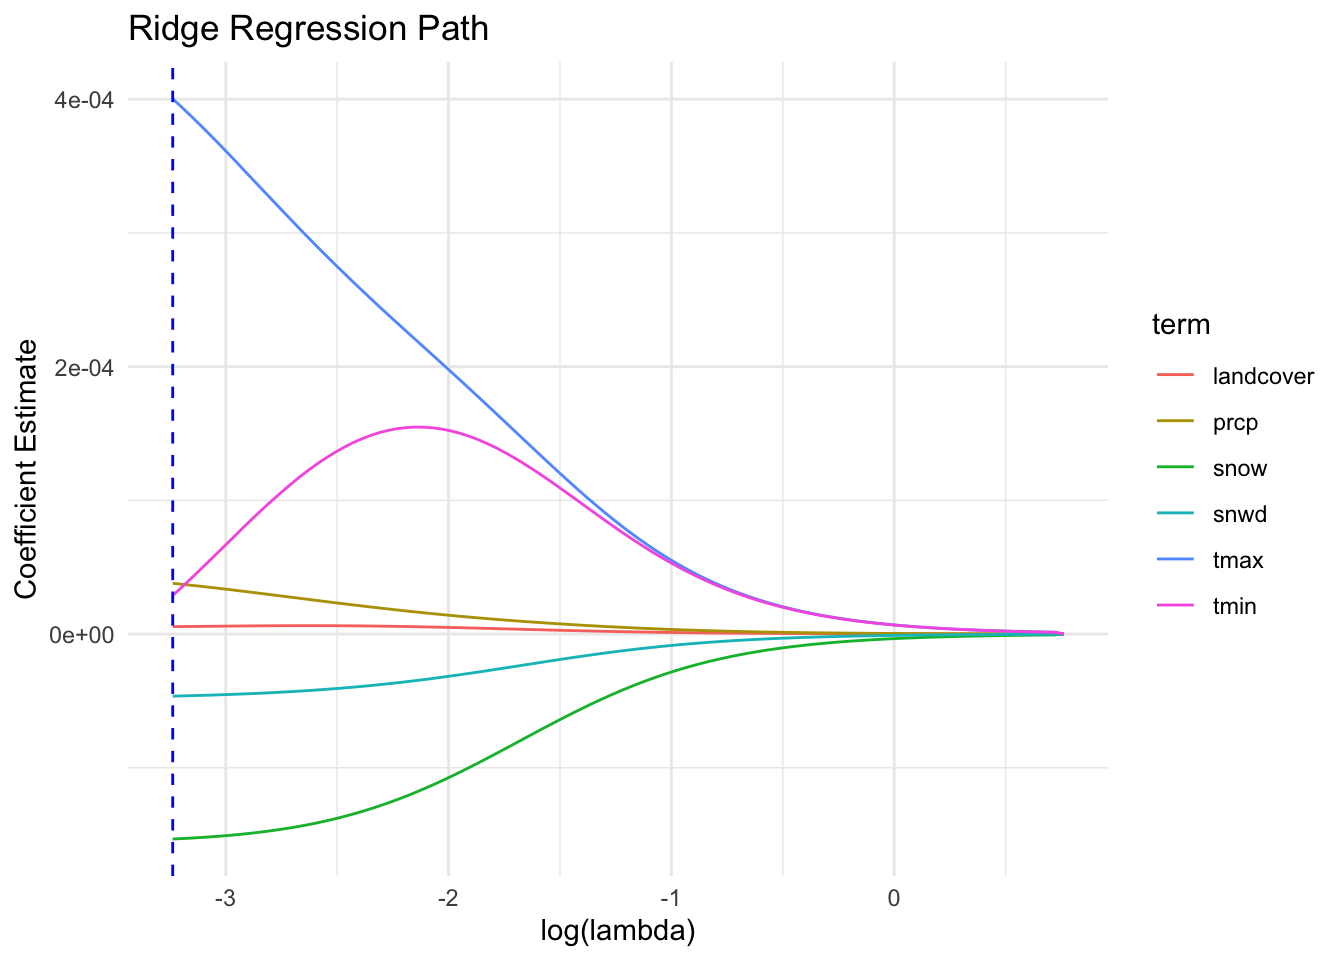 Ridge Regression Path
4e-04
2e-04
0e+00
Coefficient Estimate
-3
-2
-1
0
log(lambda)
term
landcover
prcp
snow
snwd
tmax
tmin